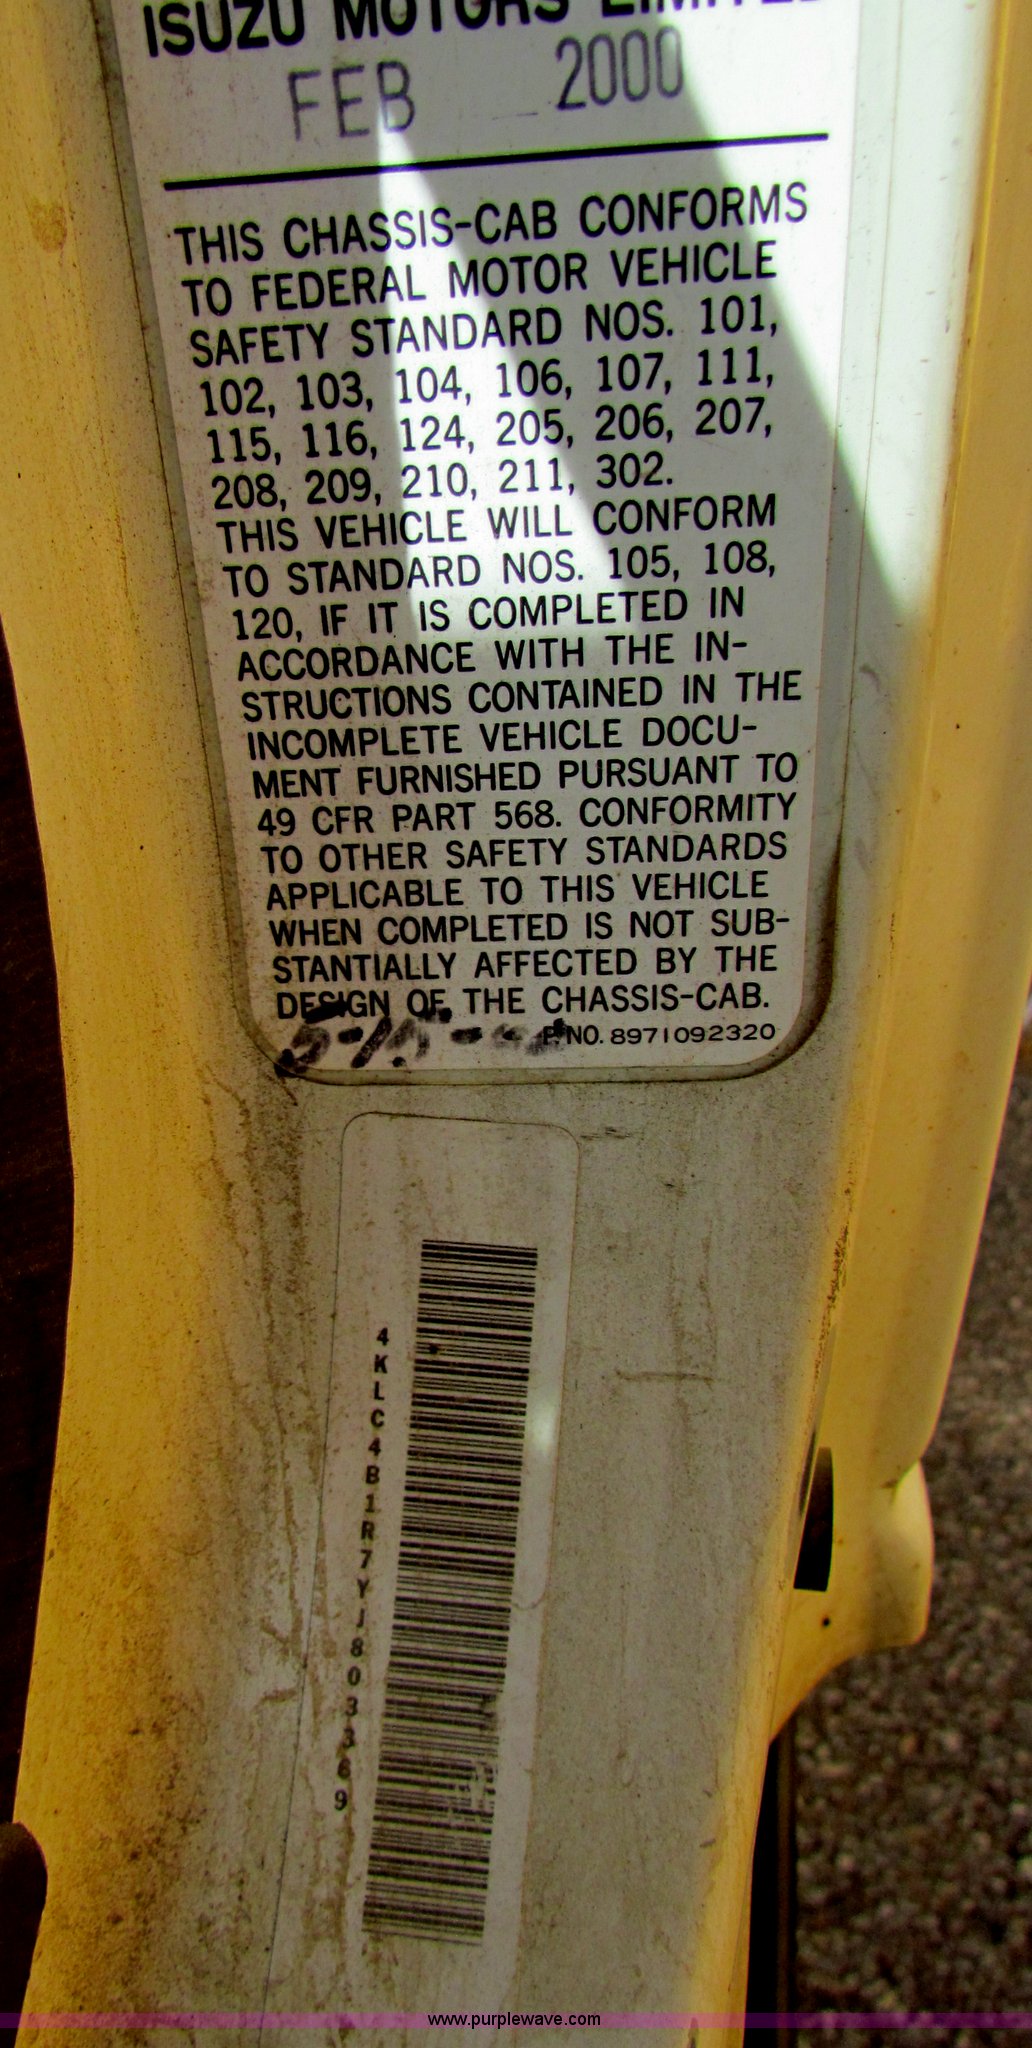 ISUZU MOTORS LIMITED
FEB 2000
THIS CHASSIS-CAB CONFORMS
TO FEDERAL MOTOR VEHICLE
SAFETY STANDARD NOS. 101,
102, 103, 104, 106, 107, 111,
115, 116, 124, 205, 206, 207,
208, 209, 210, 211, 302.
THIS VEHICLE WILL CONFORM
TO STANDARD NOS. 105, 108,
120, IF IT IS COMPLETED IN
ACCORDANCE WITH THE IN-
STRUCTIONS CONTAINED IN THE
INCOMPLETE VEHICLE DOCU-
MENT FURNISHED PURSUANT TO
49 CFR PART 568. CONFORMITY
TO OTHER SAFETY STANDARDS
APPLICABLE TO THIS VEHICLE
WHEN COMPLETED IS NOT SUB-
STANTIALLY AFFECTED BY THE
DESIGN OF THE CHASSIS-CAB.
P. NO. 8971092320
4KLC4B1R7YJ803369
www.purplewave.com